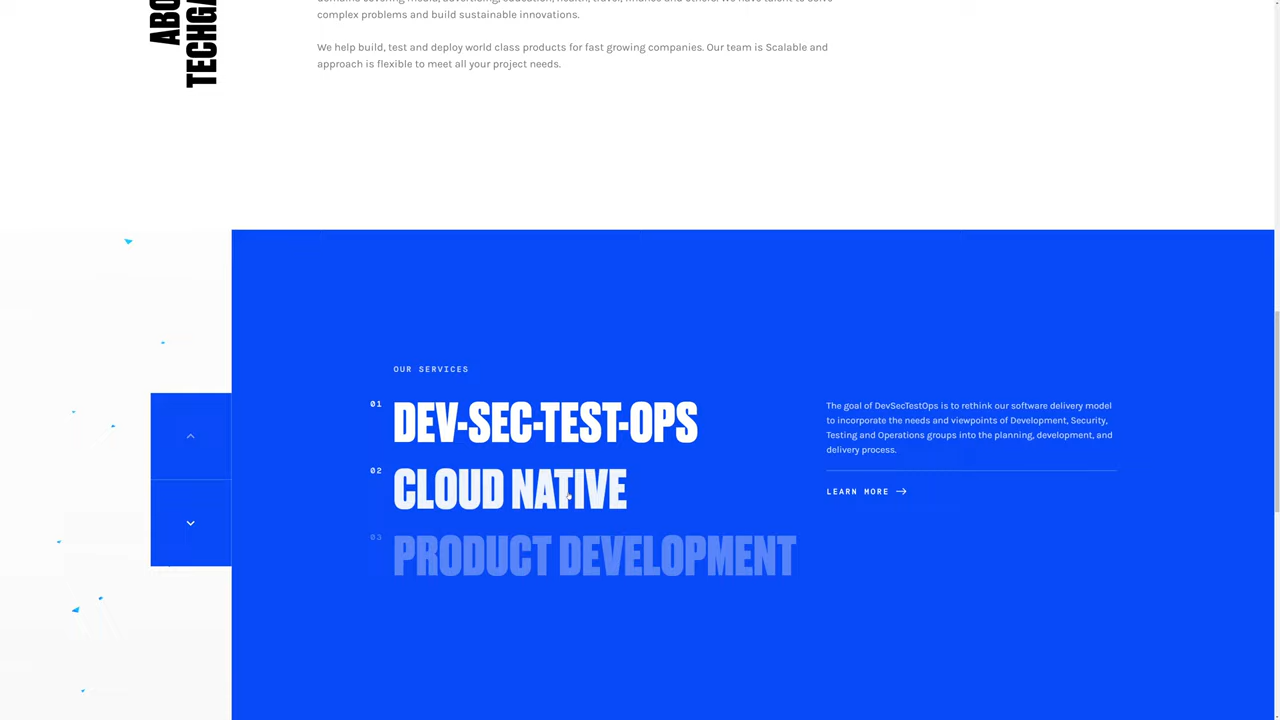 ABO
TECHGA
complex problems and build sustainable innovations.
We help build, test and deploy world class products for fast growing companies. Our team is Scalable and
approach is flexible to meet all your project needs.
OUR SERVICES
01
DEV-SEC-TEST-OPS
02
CLOUD NATIVE
03
PRODUCT DEVELOPMENT
The goal of DevSecTestOps is to rethink our software delivery model
to incorporate the needs and viewpoints of Development, Security,
Testing and Operations groups into the planning, development, and
delivery process.
LEARN MORE